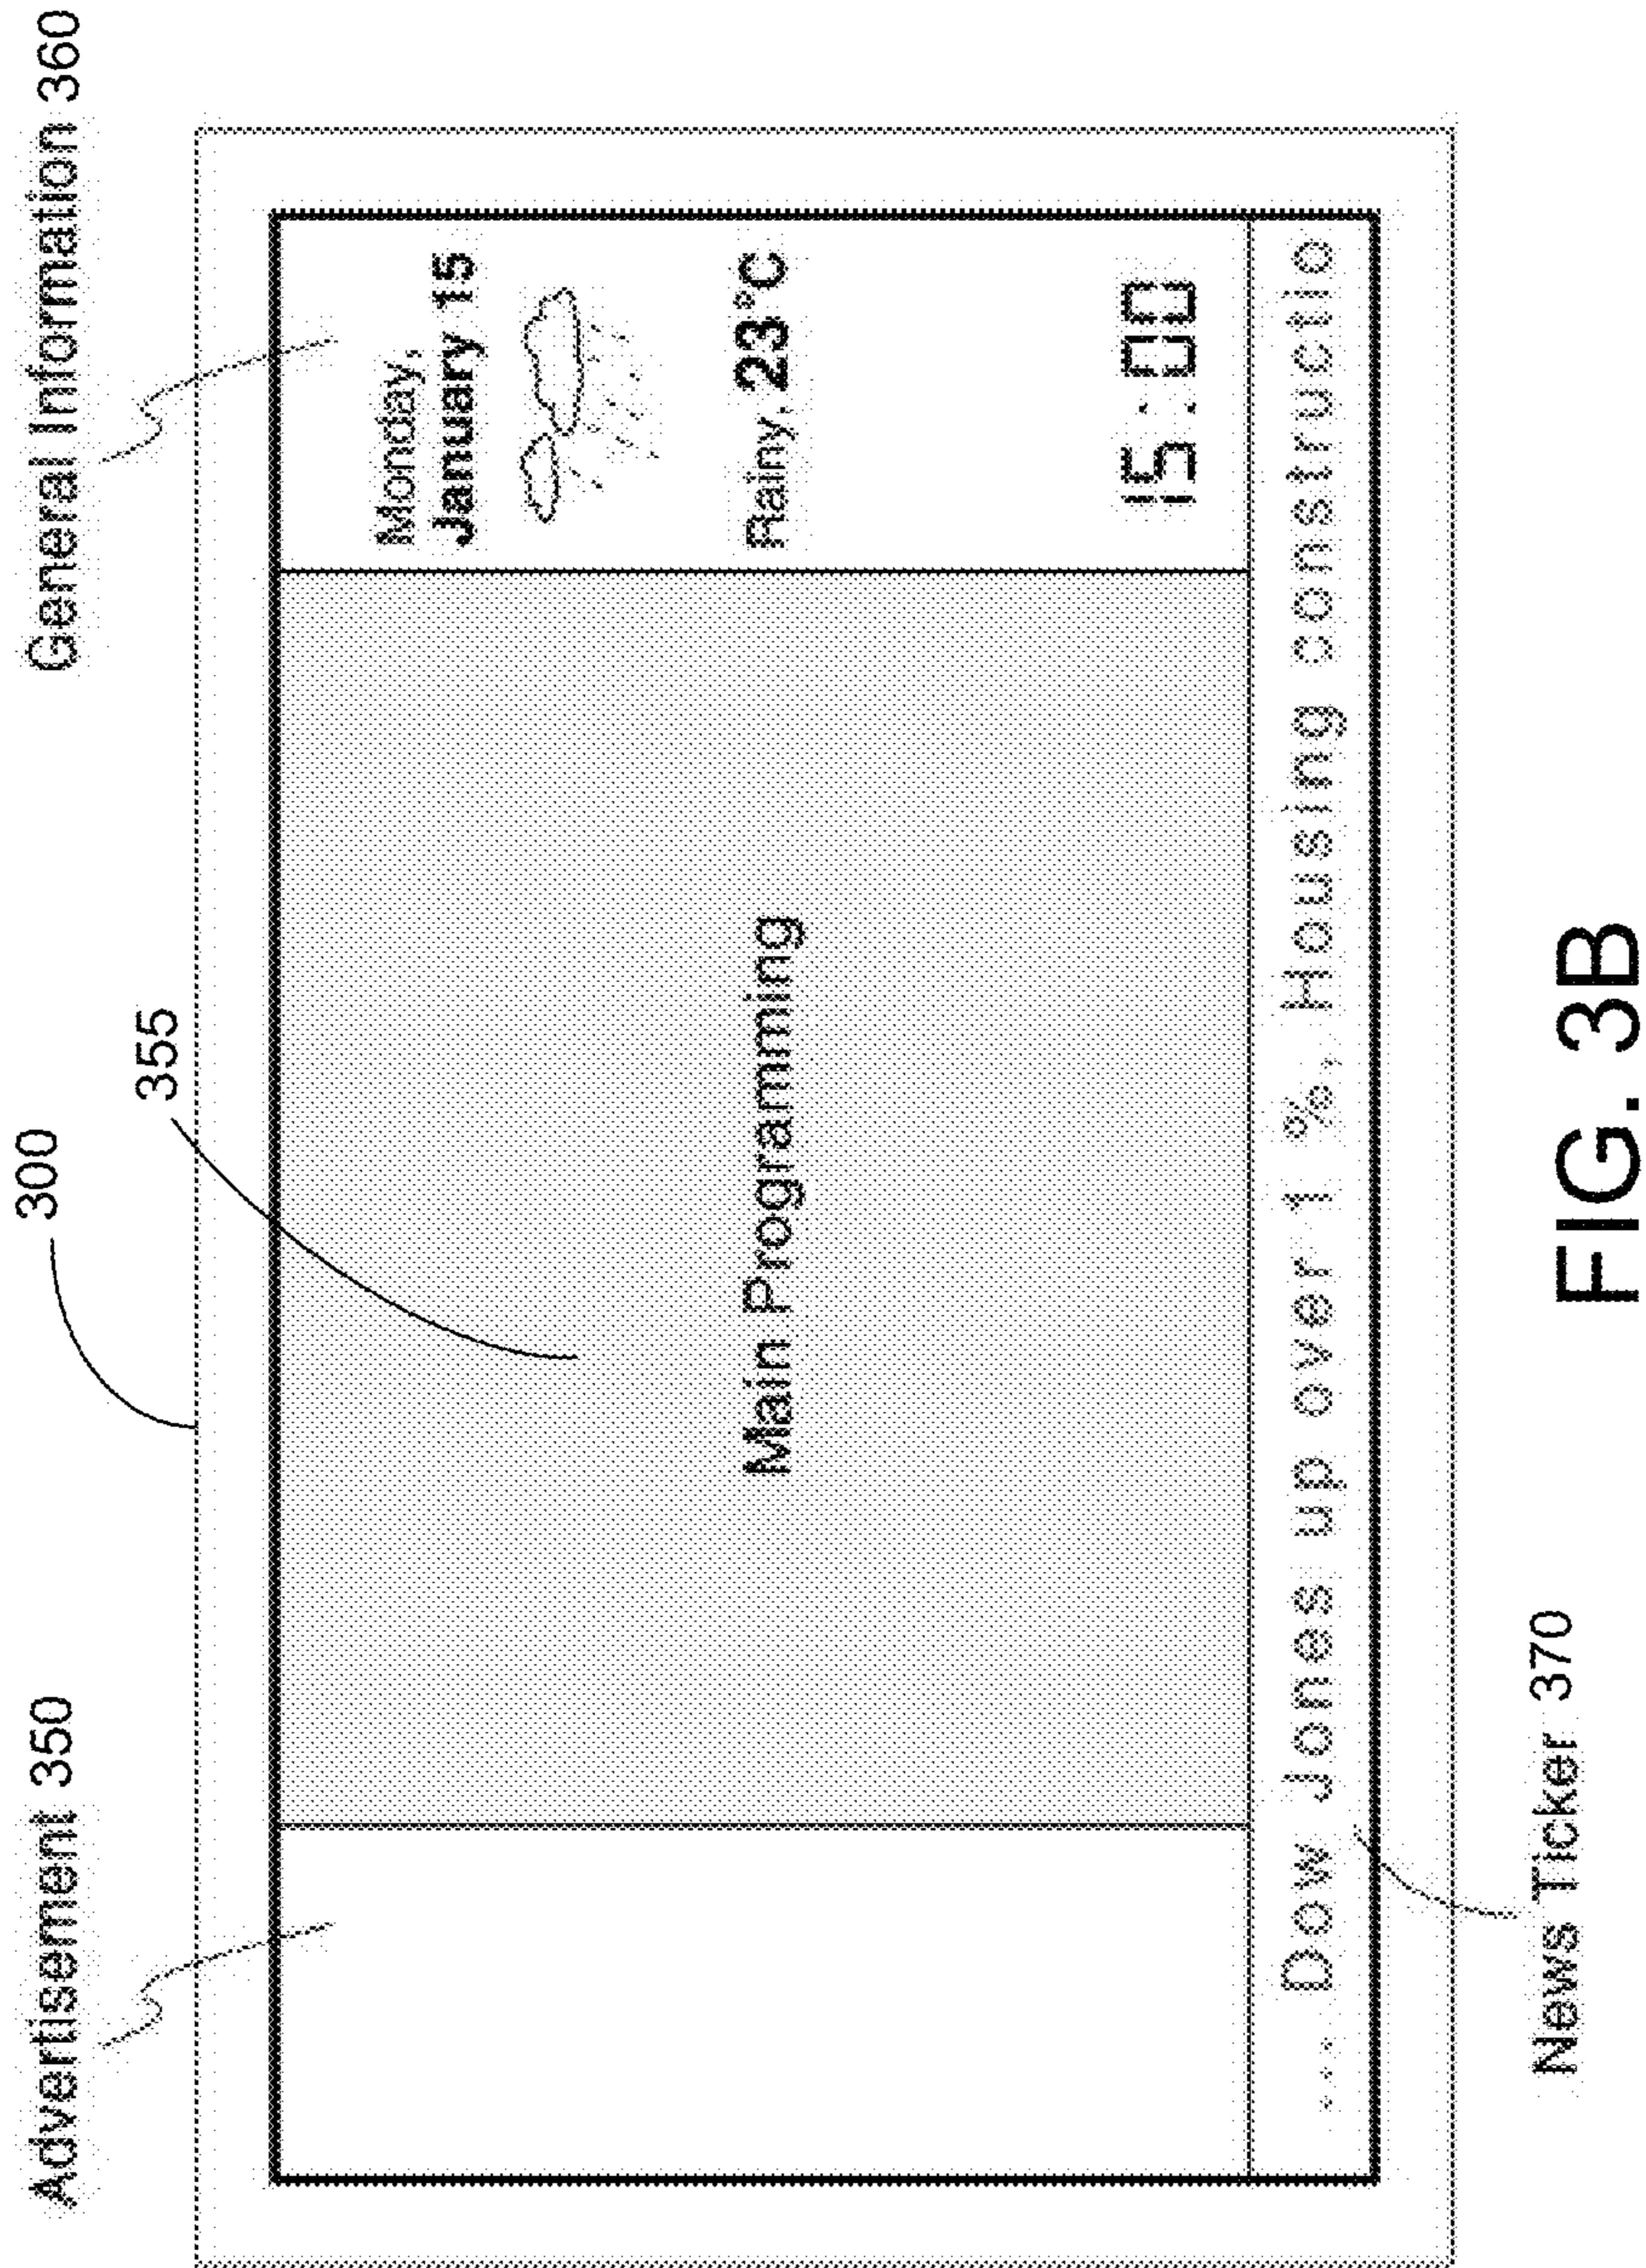 Advertisement 350
300
355
General Information 360
Monday,
January 15
Main Programming
Rainy, 23°C
15:00
... Dow Jones up over 1 %, Housing constructio
News Ticker 370
FIG. 3B